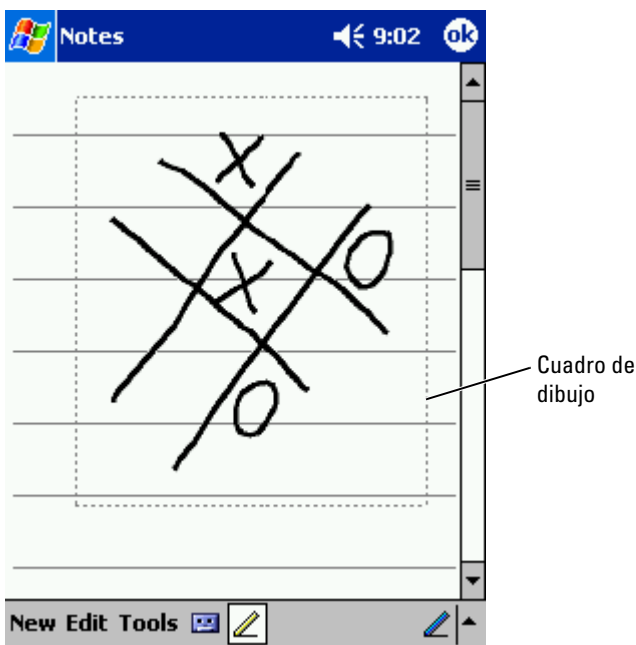 Notes 9:02 ok
X
X
O
O
Cuadro de
dibujo
New Edit Tools